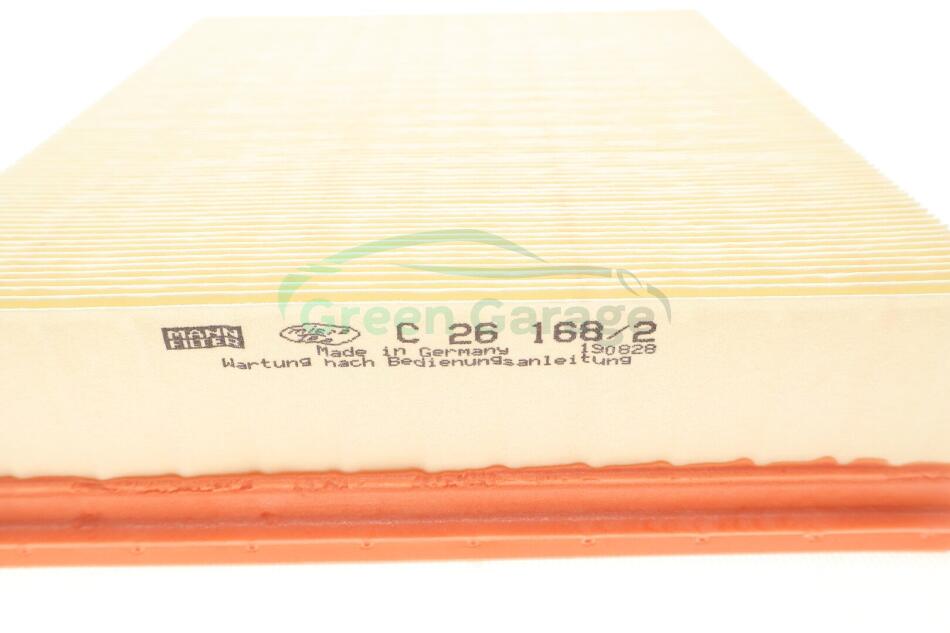 Green Garage
MANN FILTER
C 26 168/2
Made in Germany 190828
Wartung nach Bedienungsanleitung